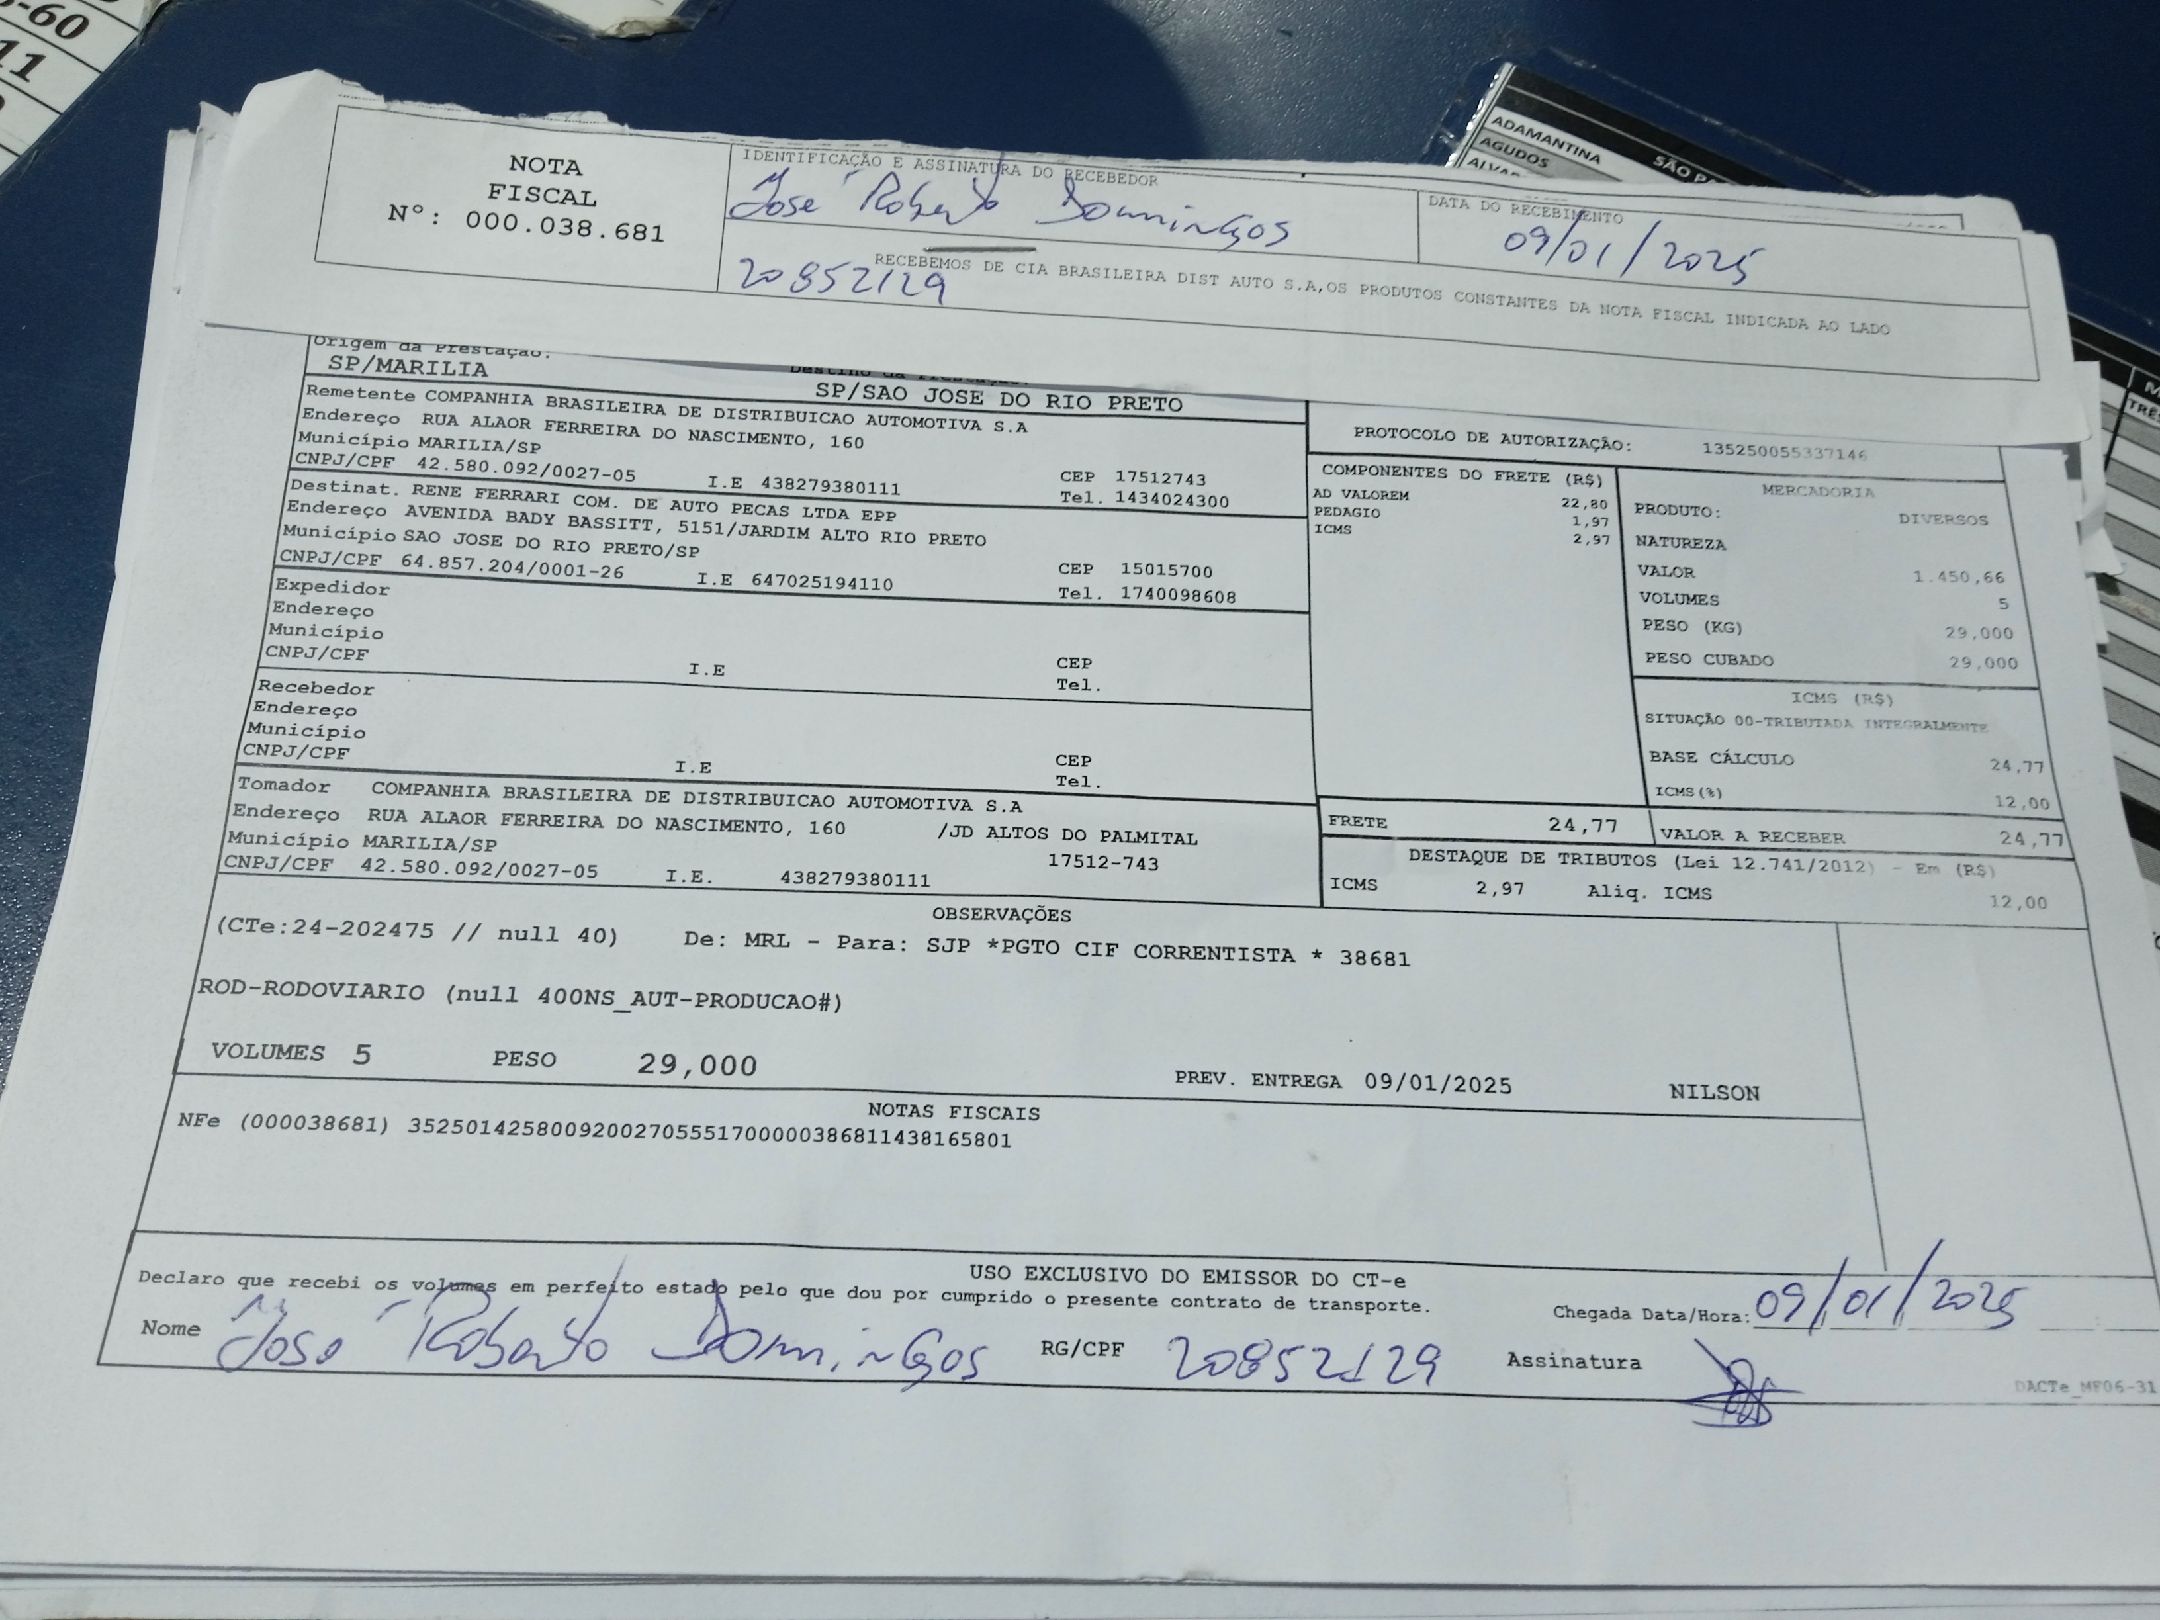 -60
11
ADAMANTINA
AGUDOS
SÃO P
NOTA
FISCAL
N°: 000.038.681
IDENTIFICAÇÃO E ASSINATURA DO RECEBEDOR
José Roberto Domingos
DATA DO RECEBIMENTO
09/01/2025
20852129
RECEBEMOS DE CIA BRASILEIRA DIST AUTO S.A,OS PRODUTOS CONSTANTES DA NOTA FISCAL INDICADA AO LADO
Origem da Prestação:
SP/MARILIA
Destino da Prestação:
SP/SAO JOSE DO RIO PRETO
Remetente COMPANHIA BRASILEIRA DE DISTRIBUICAO AUTOMOTIVA S.A
Endereço RUA ALAOR FERREIRA DO NASCIMENTO, 160
Município MARILIA/SP CEP 17512743
CNPJ/CPF 42.580.092/0027-05 I.E 438279380111 Tel. 1434024300
Destinat. RENE FERRARI COM. DE AUTO PECAS LTDA EPP
Endereço AVENIDA BADY BASSITT, 5151/JARDIM ALTO RIO PRETO
Município SAO JOSE DO RIO PRETO/SP CEP 15015700
CNPJ/CPF 64.857.204/0001-26 I.E 647025194110 Tel. 1740098608
Expedidor
Endereço
Município CEP
CNPJ/CPF I.E Tel.
Recebedor
Endereço
Município CEP
CNPJ/CPF I.E Tel.
Tomador COMPANHIA BRASILEIRA DE DISTRIBUICAO AUTOMOTIVA S.A
Endereço RUA ALAOR FERREIRA DO NASCIMENTO, 160 /JD ALTOS DO PALMITAL
Município MARILIA/SP 17512-743
CNPJ/CPF 42.580.092/0027-05 I.E. 438279380111
PROTOCOLO DE AUTORIZAÇÃO: 135250055337146
COMPONENTES DO FRETE (R$)
AD VALOREM 22,80
PEDAGIO 1,97
ICMS 2,97
MERCADORIA
PRODUTO: DIVERSOS
NATUREZA
VALOR 1.450,66
VOLUMES 5
PESO (KG) 29,000
PESO CUBADO 29,000
ICMS (R$)
SITUAÇÃO 00-TRIBUTADA INTEGRALMENTE
BASE CÁLCULO 24,77
ICMS(%) 12,00
FRETE 24,77 VALOR A RECEBER 24,77
DESTAQUE DE TRIBUTOS (Lei 12.741/2012) - Em (R$)
ICMS 2,97 Aliq. ICMS 12,00
OBSERVAÇÕES
(CTe:24-202475 // null 40) De: MRL - Para: SJP *PGTO CIF CORRENTISTA * 38681
ROD-RODOVIARIO (null 400NS_AUT-PRODUCAO#)
VOLUMES 5 PESO 29,000 PREV. ENTREGA 09/01/2025 NILSON
NOTAS FISCAIS
NFe (000038681) 35250142580092002705551700000386811438165801
USO EXCLUSIVO DO EMISSOR DO CT-e
Declaro que recebi os volumes em perfeito estado pelo que dou por cumprido o presente contrato de transporte.
Chegada Data/Hora: 09/01/2025
Nome José Roberto Domingos RG/CPF 20852129 Assinatura
DACTe_MF06-31